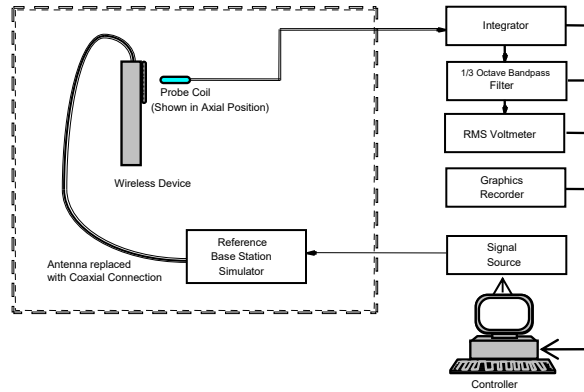 Integrator
1/3 Octave Bandpass
Filter
RMS Voltmeter
Graphics
Recorder
Signal
Source
Controller
Probe Coil
(Shown in Axial Position)
Wireless Device
Reference
Base Station
Simulator
Antenna replaced
with Coaxial Connection